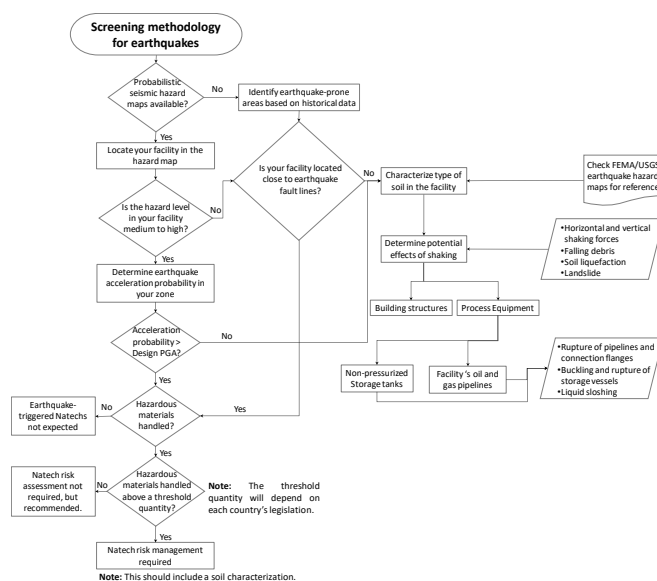 Screening methodology
for earthquakes
Probabilistic
seismic hazard
maps available?
No
Identify earthquake-prone
areas based on historical data
Yes
Locate your facility in
the hazard map
Is your facility located
close to earthquake
fault lines?
No
Characterize type of
soil in the facility
Check FEMA/USGS
earthquake hazard
maps for reference
Is the hazard level
in your facility
medium to high?
No
Yes
Determine earthquake
acceleration probability in
your zone
Determine potential
effects of shaking
•Horizontal and vertical
shaking forces
•Falling debris
•Soil liquefaction
•Landslide
Building structures
Process Equipment
Acceleration
probability >
Design PGA?
No
Yes
Non-pressurized
Storage tanks
Facility's oil and
gas pipelines
•Rupture of pipelines and
connection flanges
•Buckling and rupture of
storage vessels
•Liquid sloshing
Earthquake-
triggered Natechs
not expected
No
Hazardous
materials
handled?
Yes
Yes
Natech risk
assessment not
required, but
recommended.
No
Hazardous
materials handled
above a threshold
quantity?
Note: The threshold
quantity will depend on
each country's legislation.
Yes
Natech risk management
required
Note: This should include a soil characterization.